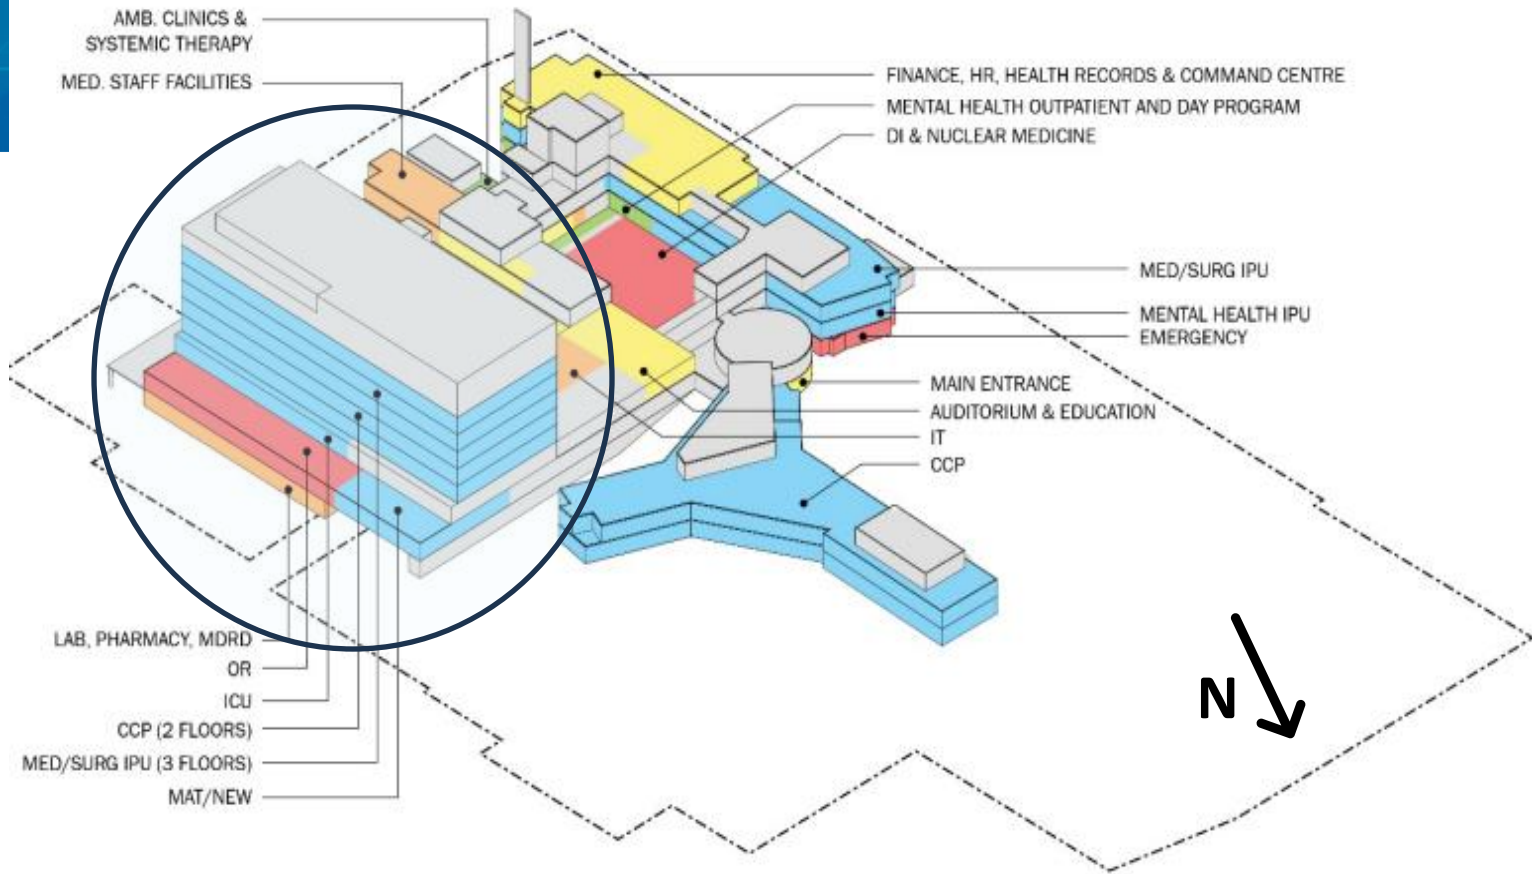 AMB. CLINICS &
SYSTEMIC THERAPY
MED. STAFF FACILITIES
FINANCE, HR, HEALTH RECORDS & COMMAND CENTRE
MENTAL HEALTH OUTPATIENT AND DAY PROGRAM
DI & NUCLEAR MEDICINE
MED/SURG IPU
MENTAL HEALTH IPU
EMERGENCY
MAIN ENTRANCE
AUDITORIUM & EDUCATION
IT
CCP
LAB, PHARMACY, MDRD
OR
ICU
CCP (2 FLOORS)
MED/SURG IPU (3 FLOORS)
MAT/NEW
N